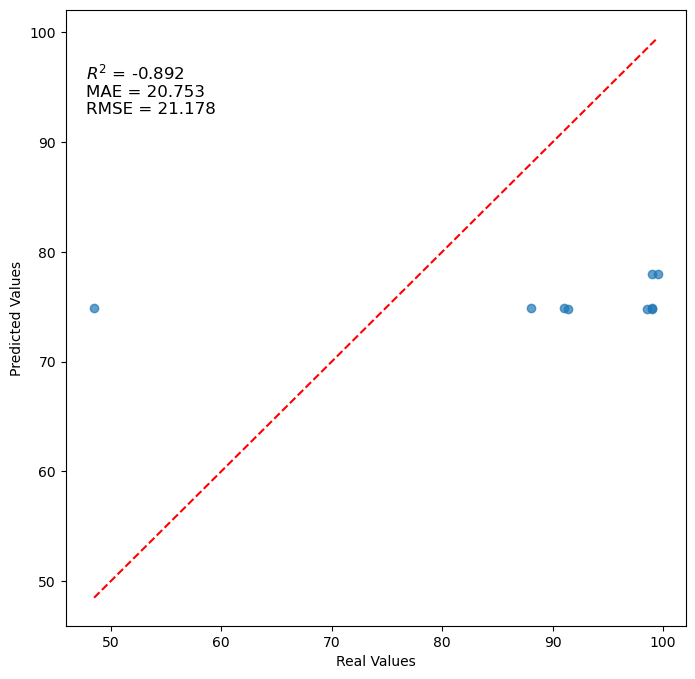 R² = -0.892
MAE = 20.753
RMSE = 21.178
100
90
80
70
60
50
Predicted Values
50 60 70 80 90 100
Real Values